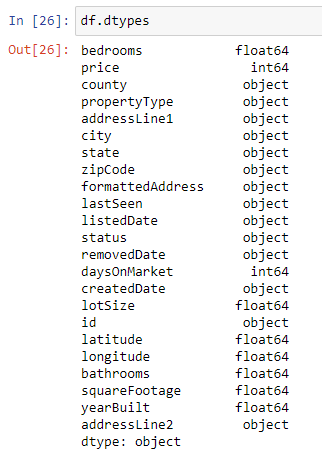 In [26]: df.dtypes
Out[26]: bedrooms float64
price int64
county object
propertyType object
addressLine1 object
city object
state object
zipCode object
formattedAddress object
lastSeen object
listedDate object
status object
removedDate object
daysOnMarket int64
createdDate object
lotSize float64
id object
latitude float64
longitude float64
bathrooms float64
squareFootage float64
yearBuilt float64
addressLine2 object
dtype: object